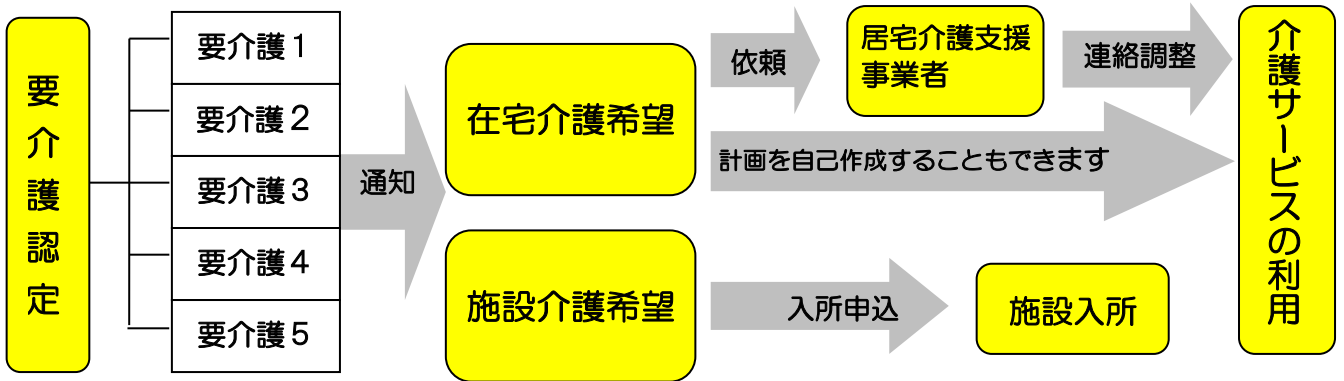 要介護認定
要介護1
要介護2
要介護3
要介護4
要介護5
通知
在宅介護希望
依頼
居宅介護支援
事業者
連絡調整
計画を自己作成することもできます
施設介護希望
入所申込
施設入所
介護サービスの利用